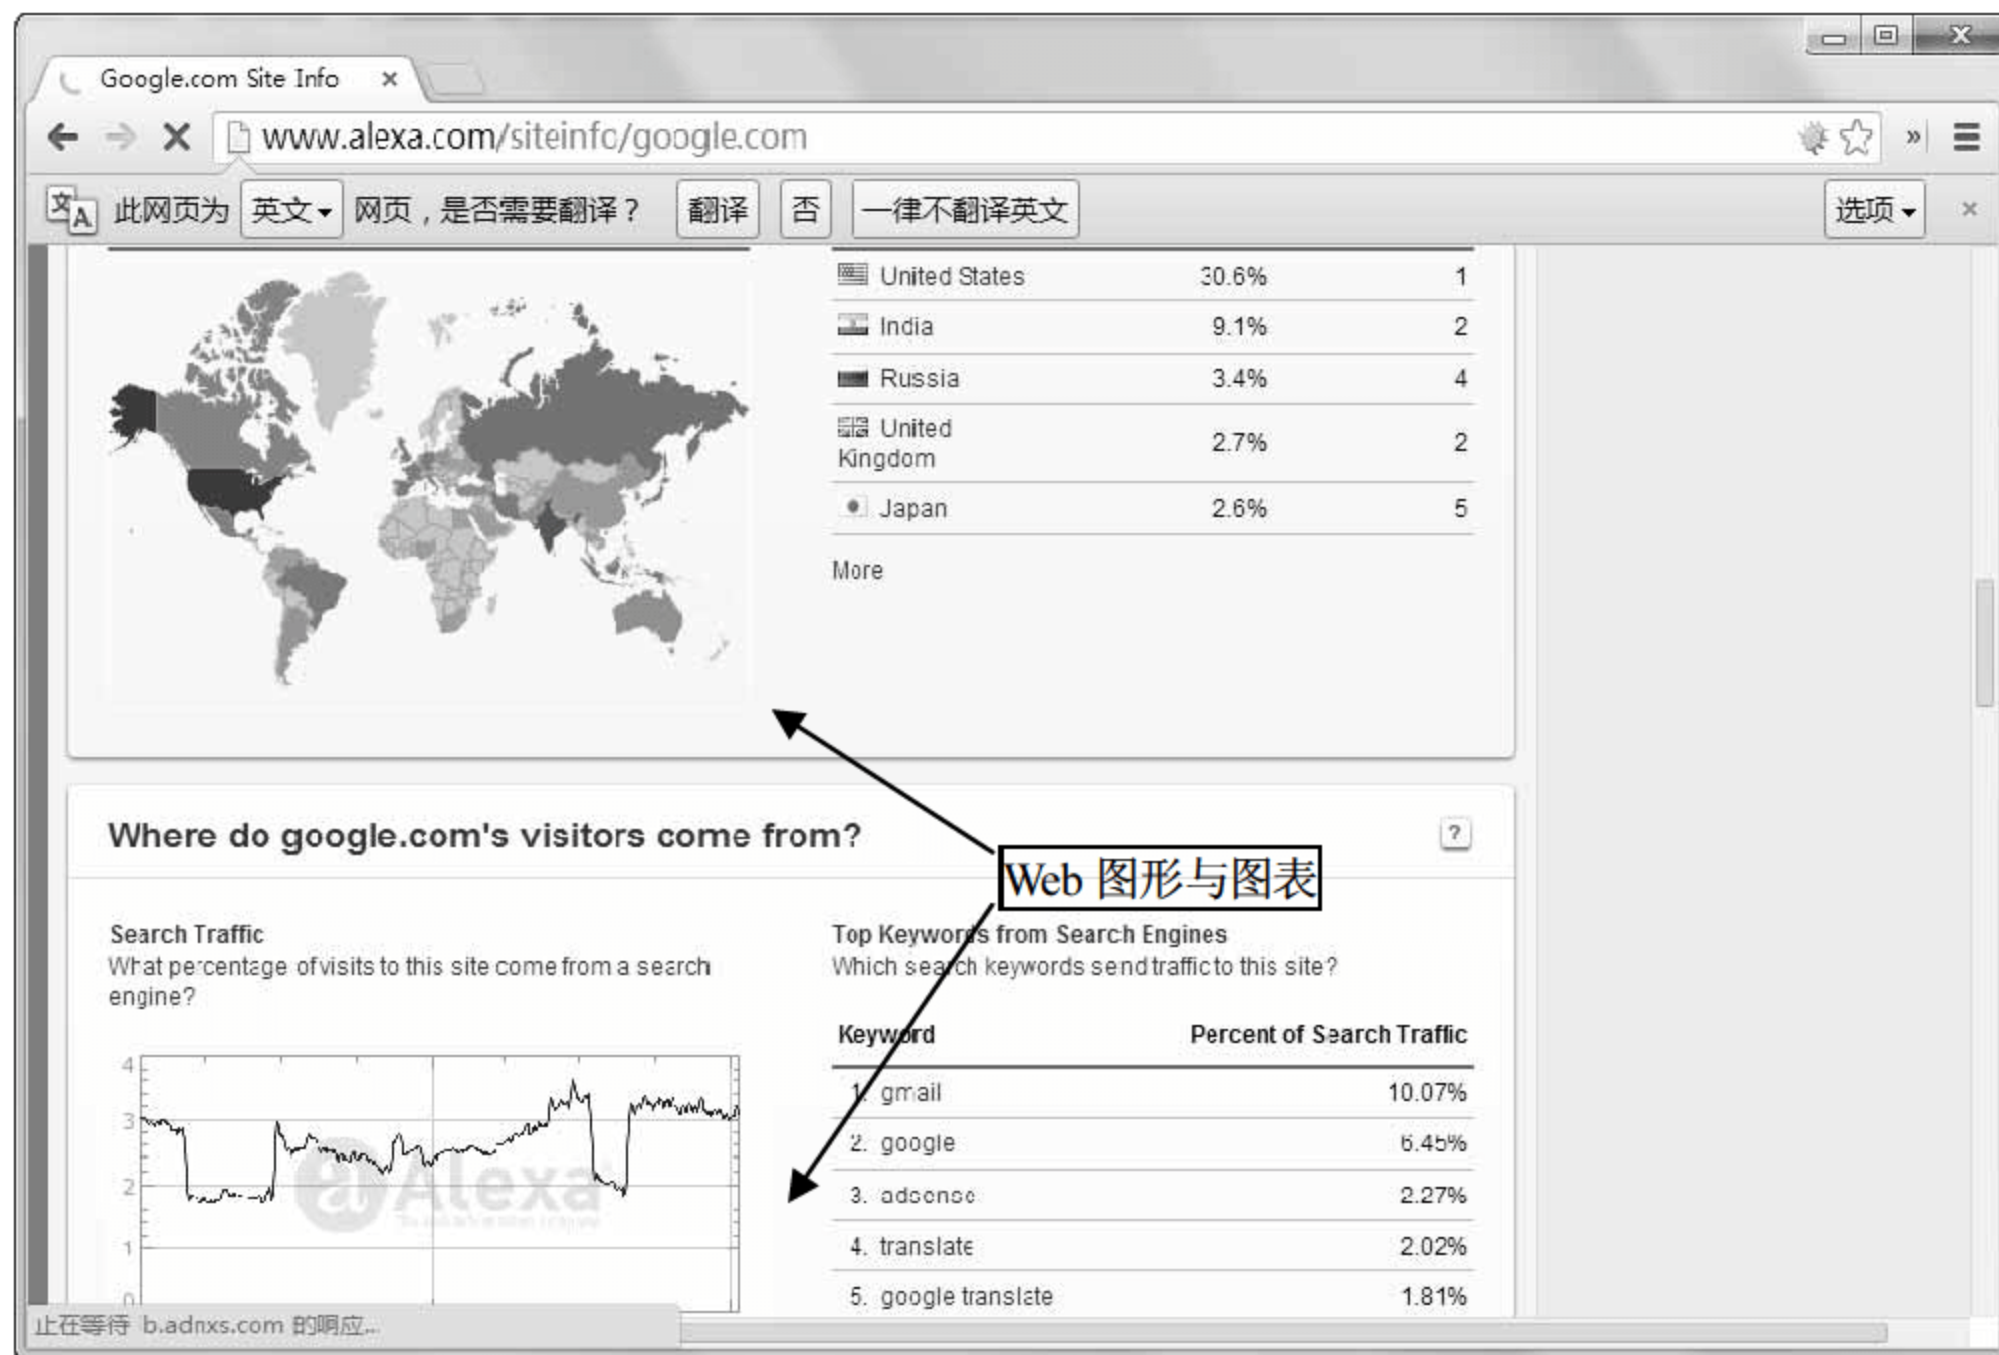 Google.com Site Info
www.alexa.com/siteinfo/google.com
此网页为 英文 网页，是否需要翻译？ 翻译 否 一律不翻译英文 选项
United States 30.6% 1
India 9.1% 2
Russia 3.4% 4
United
Kingdom 2.7% 2
Japan 2.6% 5
More
Where do google.com's visitors come from? ?
Web 图形与图表
Search Traffic
What percentage of visits to this site come from a search
engine?
Top Keywords from Search Engines
Which search keywords send traffic to this site?
Keyword Percent of Search Traffic
1. gmail 10.07%
2. google 6.45%
3. adsense 2.27%
4. translate 2.02%
5. google translate 1.81%
4
3
2
1
0
Alexa
正在等待 b.adnxs.com 的响应...